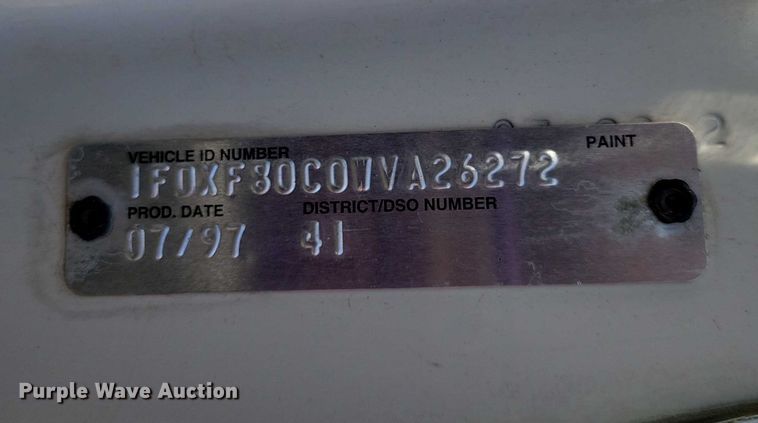 PAINT
VEHICLE ID NUMBER
1FDXF80C0WVA26272
PROD. DATE DISTRICT/DSO NUMBER
07/97 41
Purple Wave Auction